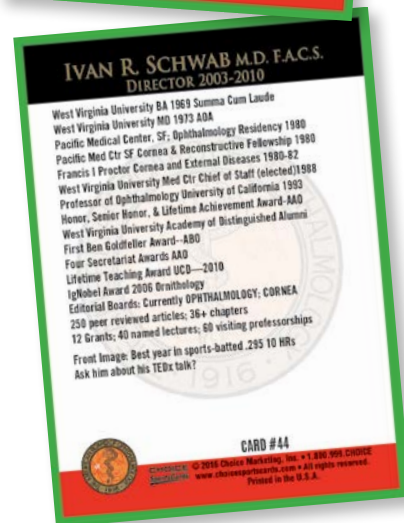 IVAN R. SCHWAB M.D. F.A.C.S.
DIRECTOR 2003-2010
West Virginia University BA 1969 Summa Cum Laude
West Virginia University MD 1973 AOA
Pacific Medical Center, SF; Ophthalmology Residency 1980
Pacific Med Ctr SF Cornea & Reconstructive Fellowship 1980
Francis I Proctor Cornea and External Diseases 1980-82
West Virginia University Med Ctr Chief of Staff (elected)1988
Professor of Ophthalmology University of California 1993
Honor, Senior Honor, & Lifetime Achievement Award-AAO
West Virginia University Academy of Distinguished Alumni
First Ben Goldfeller Award--ABO
Four Secretariat Awards AAO
Lifetime Teaching Award UCD—2010
IgNobel Award 2006 Ornithology
Editorial Boards: Currently OPHTHALMOLOGY; CORNEA
250 peer reviewed articles; 36+ chapters
12 Grants; 40 named lectures; 60 visiting professorships
Front Image: Best year in sports-batted .295 10 HRs
Ask him about his TEDx talk?
1916
CARD #44
CHOICE
© 2016 Choice Marketing, Inc. • 1.800.999.CHOICE
www.choicesportscards.com • All rights reserved.
Printed in the U.S.A.